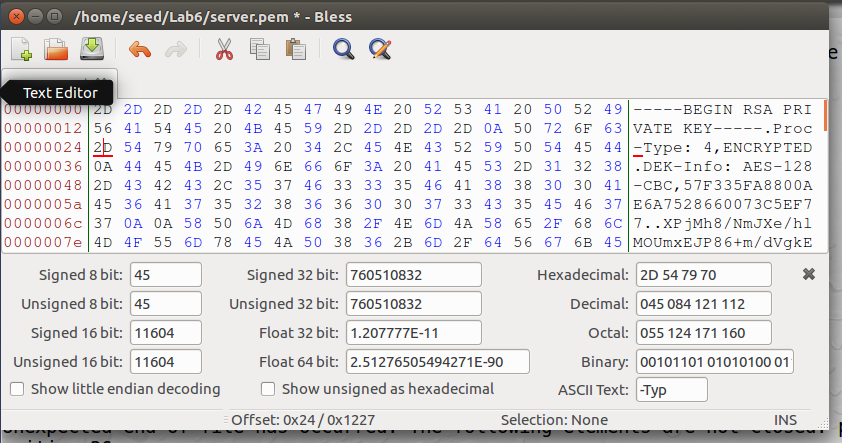 /home/seed/Lab6/server.pem * - Bless
Text Editor
00000000 2D 2D 2D 2D 2D 42 45 47 49 4E 20 52 53 41 20 50 52 49 -----BEGIN RSA PRI
00000012 56 41 54 45 20 4B 45 59 2D 2D 2D 2D 2D 0A 50 72 6F 63 VATE KEY-----.Proc
00000024 2D 54 79 70 65 3A 20 34 2C 45 4E 43 52 59 50 54 45 44 -Type: 4,ENCRYPTED
00000036 0A 44 45 4B 2D 49 6E 66 6F 3A 20 41 45 53 2D 31 32 38 .DEK-Info: AES-128
00000048 2D 43 42 43 2C 35 37 46 33 33 35 46 41 38 38 30 30 41 -CBC,57F335FA8800A
0000005a 45 36 41 37 35 32 38 36 36 30 30 37 33 43 35 45 46 37 E6A7528660073C5EF7
0000006c 37 0A 0A 58 50 6A 4D 68 38 2F 4E 6D 4A 58 65 2F 68 6C 7..XPjMh8/NmJXe/hl
0000007e 4D 4F 55 6D 78 45 4A 50 38 36 2B 6D 2F 64 56 67 6B 45 MOUmxEJP86+m/dVgkE
Signed 8 bit: 45 Signed 32 bit: 760510832 Hexadecimal: 2D 54 79 70
Unsigned 8 bit: 45 Unsigned 32 bit: 760510832 Decimal: 045 084 121 112
Signed 16 bit: 11604 Float 32 bit: 1.207777E-11 Octal: 055 124 171 160
Unsigned 16 bit: 11604 Float 64 bit: 2.51276505494271E-90 Binary: 00101101 01010100 01
Show little endian decoding Show unsigned as hexadecimal ASCII Text: -Typ
Offset: 0x24 / 0x1227 Selection: None INS